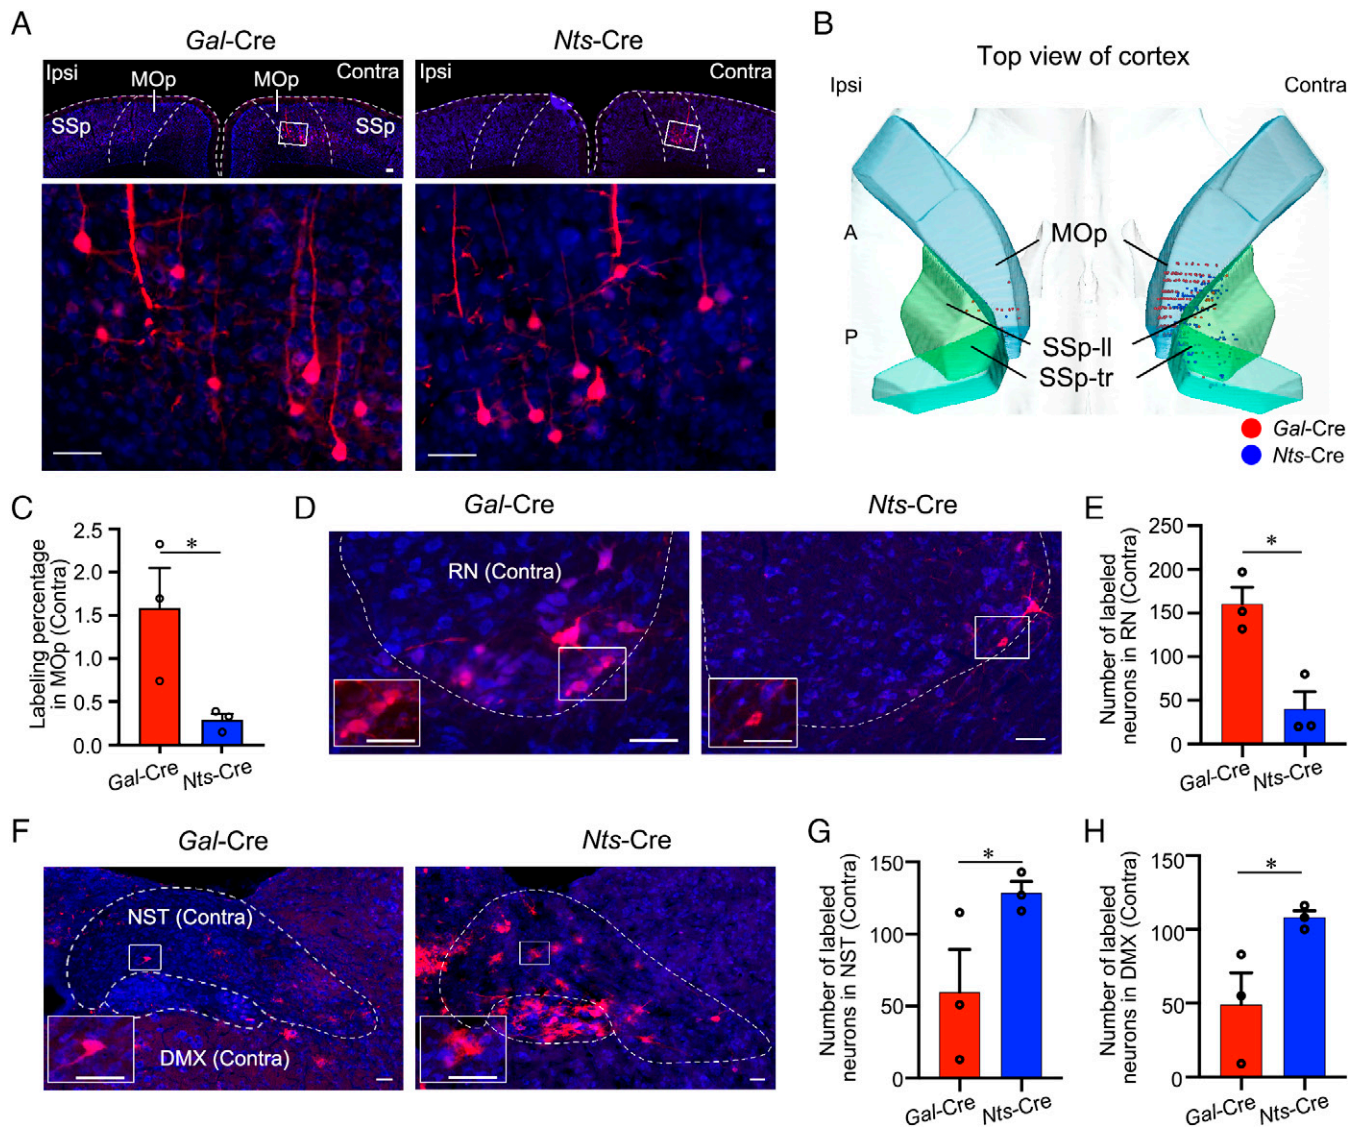 A
Gal-Cre
Nts-Cre
Ipsi
MOp
MOp
Contra
SSp
SSp
Ipsi
Contra
B
Top view of cortex
Ipsi
Contra
A
MOp
P
SSp-ll
SSp-tr
Gal-Cre
Nts-Cre
C
Labeling percentage
in MOp (Contra)
2.5
2.0
1.5
1.0
0.5
0.0
*
Gal-Cre
Nts-Cre
D
Gal-Cre
Nts-Cre
RN (Contra)
E
Number of labeled
neurons in RN (Contra)
250
200
150
100
50
0
*
Gal-Cre
Nts-Cre
F
Gal-Cre
Nts-Cre
NST (Contra)
DMX (Contra)
G
Number of labeled
neurons in NST (Contra)
150
100
50
0
*
Gal-Cre
Nts-Cre
H
Number of labeled
neurons in DMX (Contra)
150
100
50
0
*
Gal-Cre
Nts-Cre